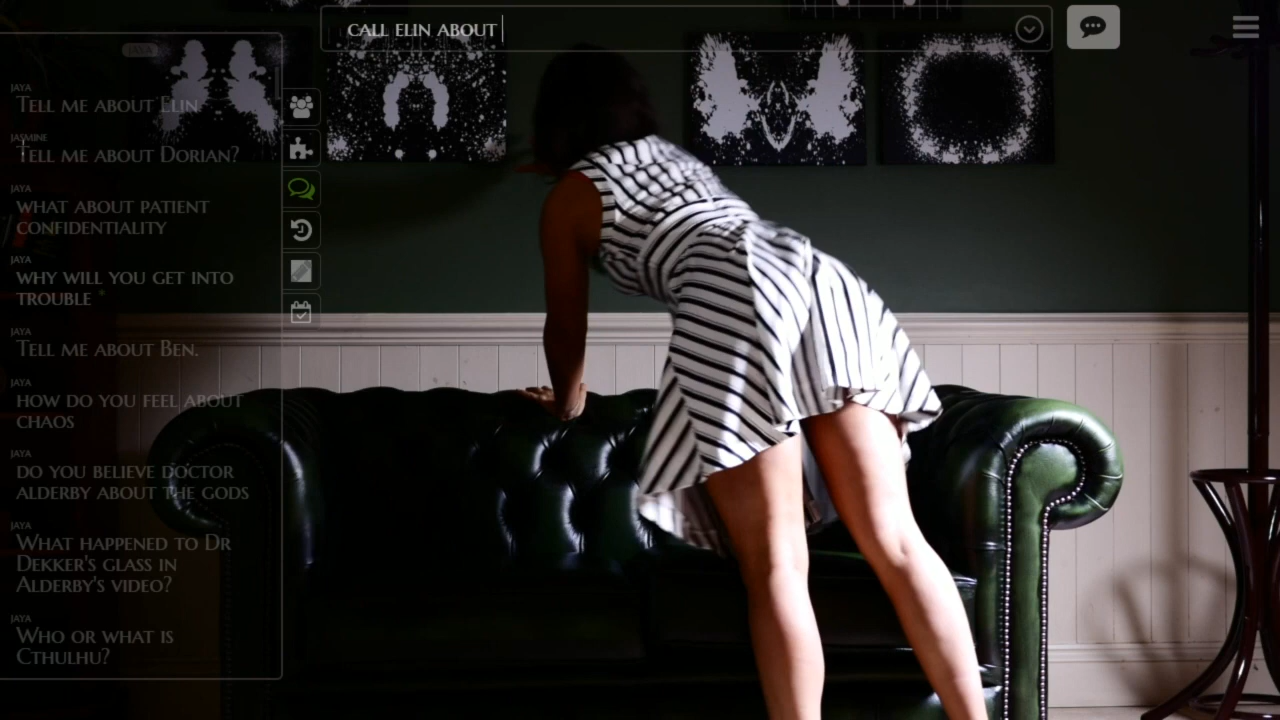 CALL ELIN ABOUT
JAYA
JAYA
TELL ME ABOUT ELIN
JASMINE
TELL ME ABOUT DORIAN?
JAYA
WHAT ABOUT PATIENT
CONFIDENTIALITY
JAYA
WHY WILL YOU GET INTO
TROUBLE *
JAYA
TELL ME ABOUT BEN.
JAYA
HOW DO YOU FEEL ABOUT
CHAOS
JAYA
DO YOU BELIEVE DOCTOR
ALDERBY ABOUT THE GODS
JAYA
WHAT HAPPENED TO DR
DEKKER'S GLASS IN
ALDERBY'S VIDEO?
JAYA
WHO OR WHAT IS
CTHULHU?